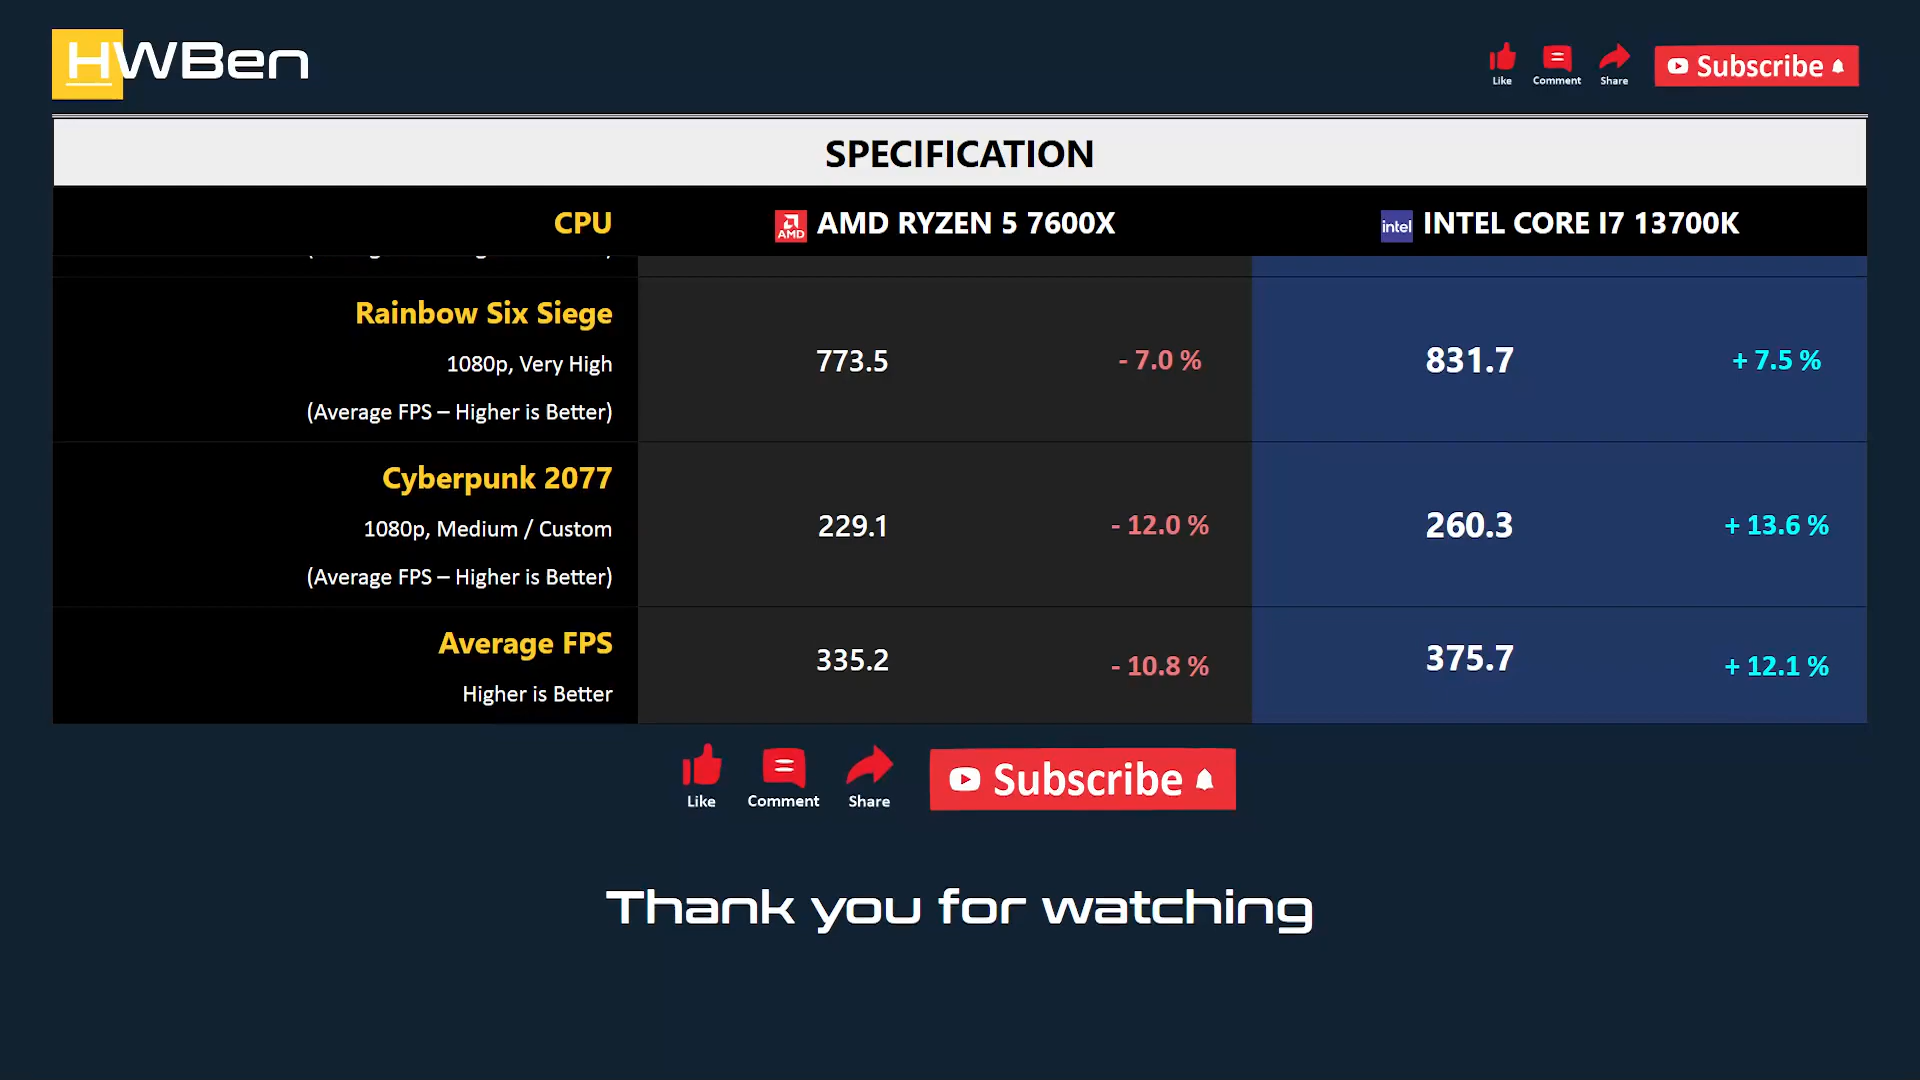 HWBen
Like Comment Share Subscribe
SPECIFICATION
CPU AMD AMD RYZEN 5 7600X intel INTEL CORE I7 13700K
Rainbow Six Siege
1080p, Very High 773.5 - 7.0 % 831.7 + 7.5 %
(Average FPS – Higher is Better)
Cyberpunk 2077
1080p, Medium / Custom 229.1 - 12.0 % 260.3 + 13.6 %
(Average FPS – Higher is Better)
Average FPS 335.2 - 10.8 % 375.7 + 12.1 %
Higher is Better
Like Comment Share Subscribe
Thank you for watching